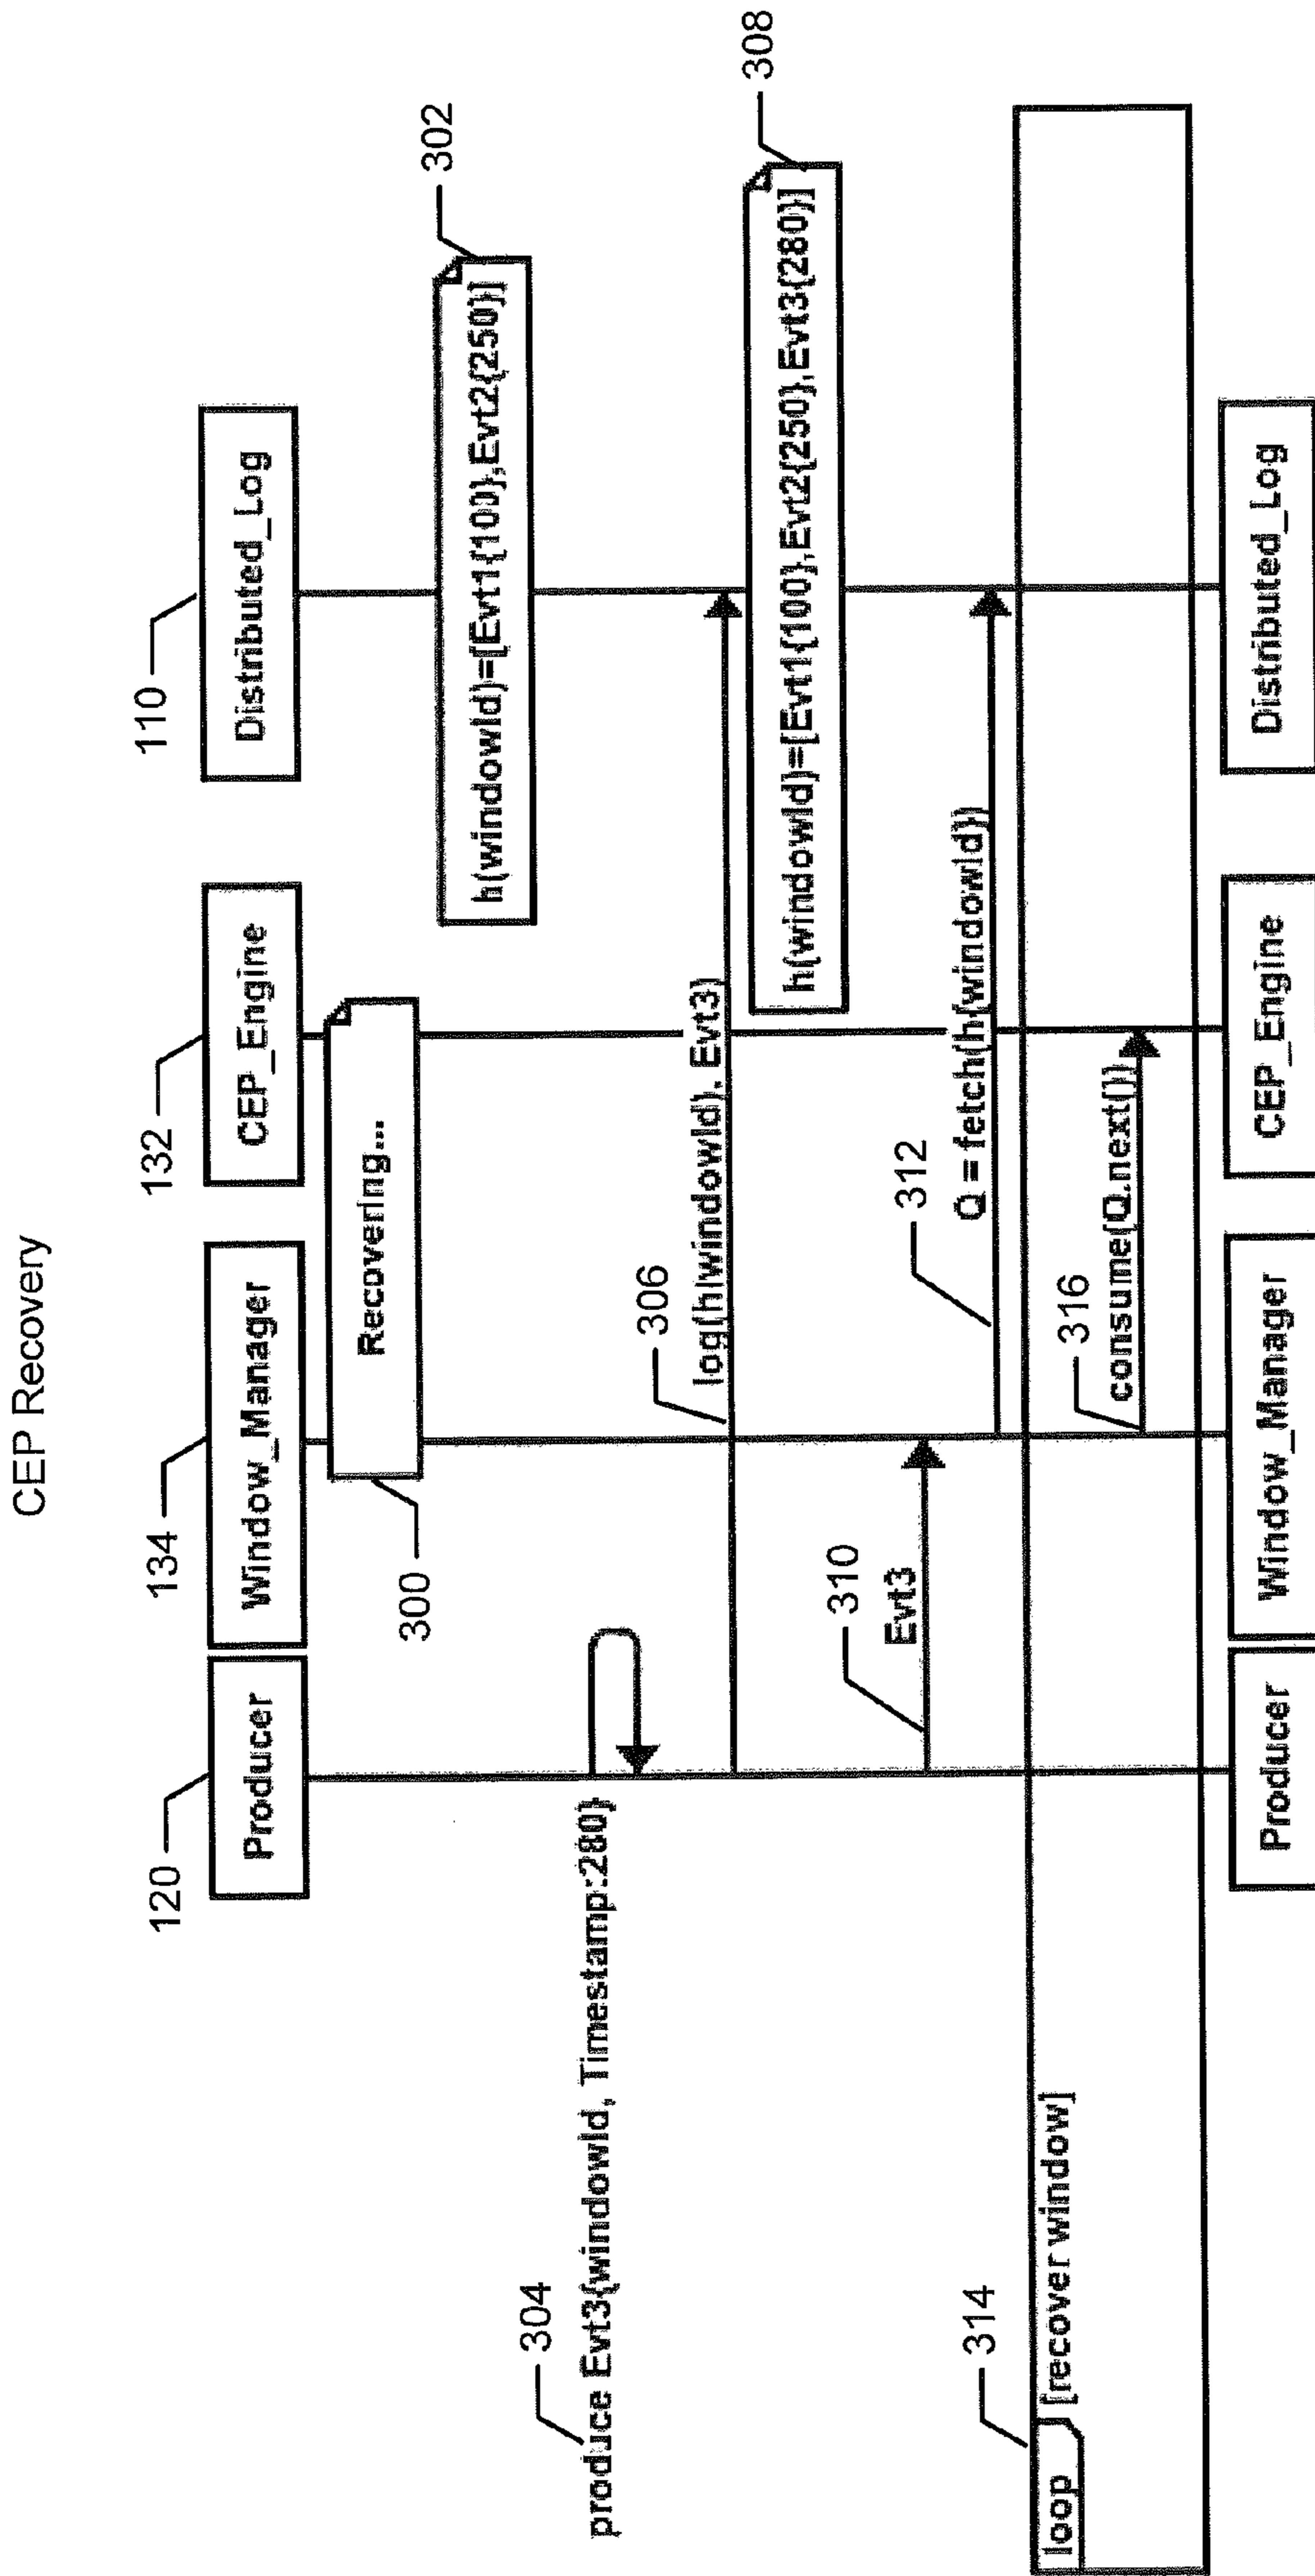 CEP Recovery
120
134
132
110
Producer
Window_Manager
CEP_Engine
Distributed_Log
Recovering...
300
302
h(windowId)=[Evt1{100},Evt2{250}]
304
produce Evt3{windowId, Timestamp:280}
306
log(h(windowId), Evt3)
308
h(windowId)=[Evt1{100},Evt2{250},Evt3{280}]
310
Evt3
312
Q = fetch(h(windowId))
314
loop
[recover window]
316
consume(Q.next())
Producer
Window_Manager
CEP_Engine
Distributed_Log